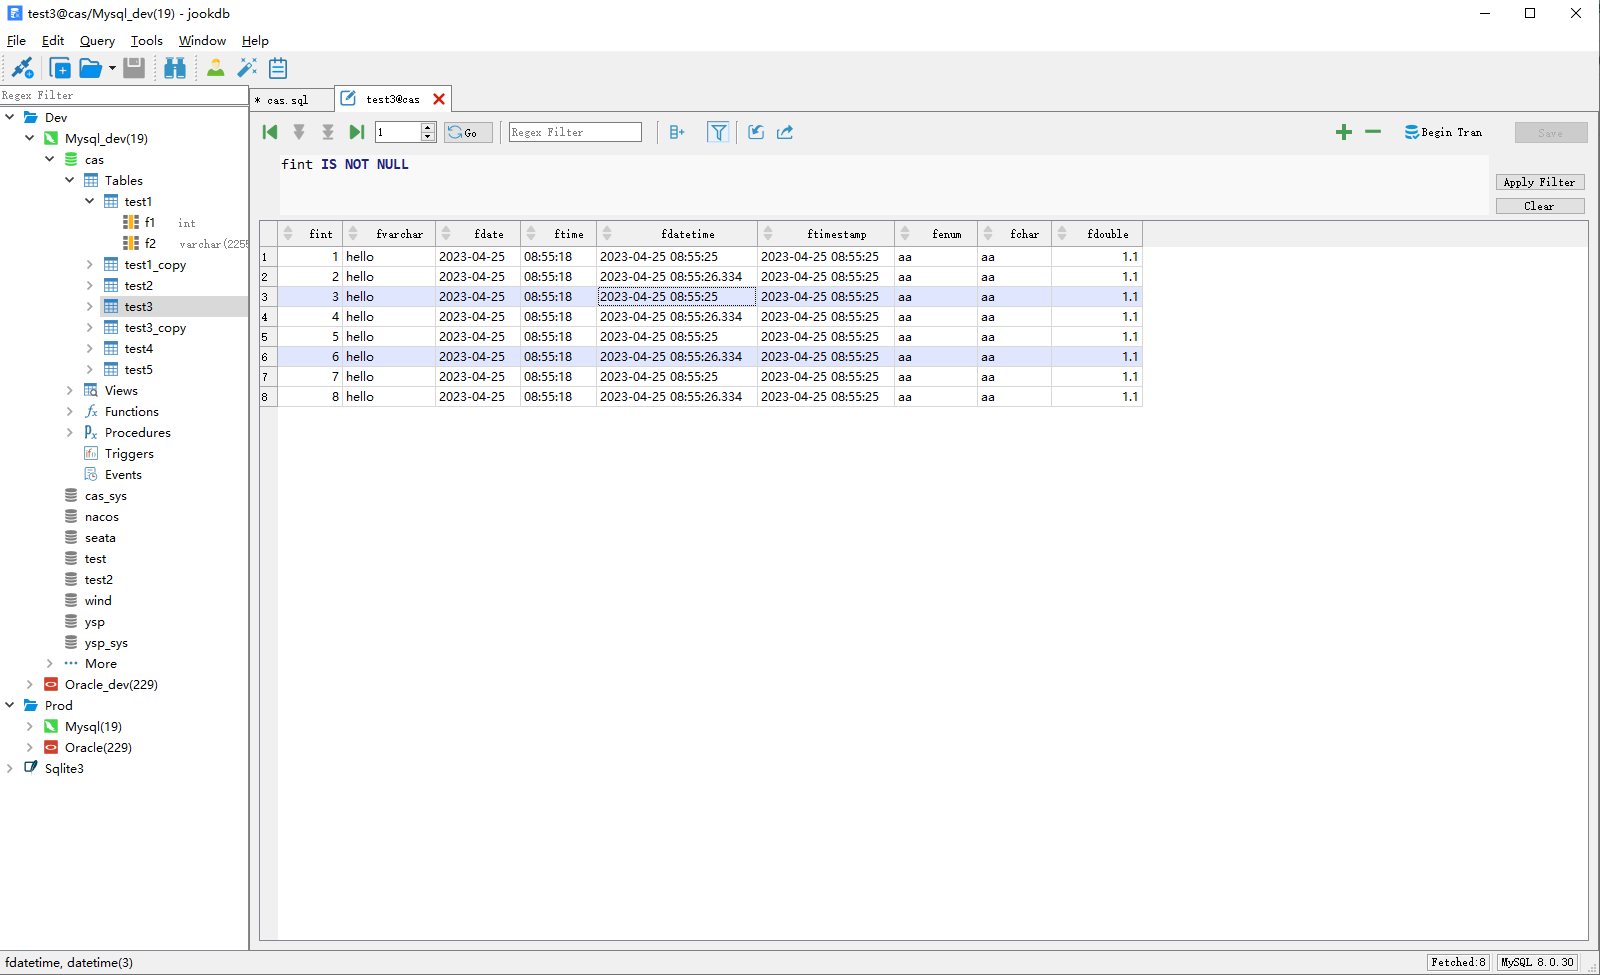 test3@cas/Mysql_dev(19) - jookdb
File Edit Query Tools Window Help
Regex Filter
Dev
Mysql_dev(19)
cas
Tables
test1
f1 int
f2 varchar(2255
test1_copy
test2
test3
test3_copy
test4
test5
Views
Functions
Procedures
Triggers
Events
cas_sys
nacos
seata
test
test2
wind
ysp
ysp_sys
More
Oracle_dev(229)
Prod
Mysql(19)
Oracle(229)
Sqlite3
* cas.sql test3@cas
1 Go Regex Filter Begin Tran Save
fint IS NOT NULL
Apply Filter
Clear
fint fvarchar fdate ftime fdatetime ftimestamp fenum fchar fdouble
1 1 hello 2023-04-25 08:55:18 2023-04-25 08:55:25 2023-04-25 08:55:25 aa aa 1.1
2 2 hello 2023-04-25 08:55:18 2023-04-25 08:55:26.334 2023-04-25 08:55:25 aa aa 1.1
3 3 hello 2023-04-25 08:55:18 2023-04-25 08:55:25 2023-04-25 08:55:25 aa aa 1.1
4 4 hello 2023-04-25 08:55:18 2023-04-25 08:55:26.334 2023-04-25 08:55:25 aa aa 1.1
5 5 hello 2023-04-25 08:55:18 2023-04-25 08:55:25 2023-04-25 08:55:25 aa aa 1.1
6 6 hello 2023-04-25 08:55:18 2023-04-25 08:55:26.334 2023-04-25 08:55:25 aa aa 1.1
7 7 hello 2023-04-25 08:55:18 2023-04-25 08:55:25 2023-04-25 08:55:25 aa aa 1.1
8 8 hello 2023-04-25 08:55:18 2023-04-25 08:55:26.334 2023-04-25 08:55:25 aa aa 1.1
fdatetime, datetime(3) Fetched:8 MySQL 8.0.30